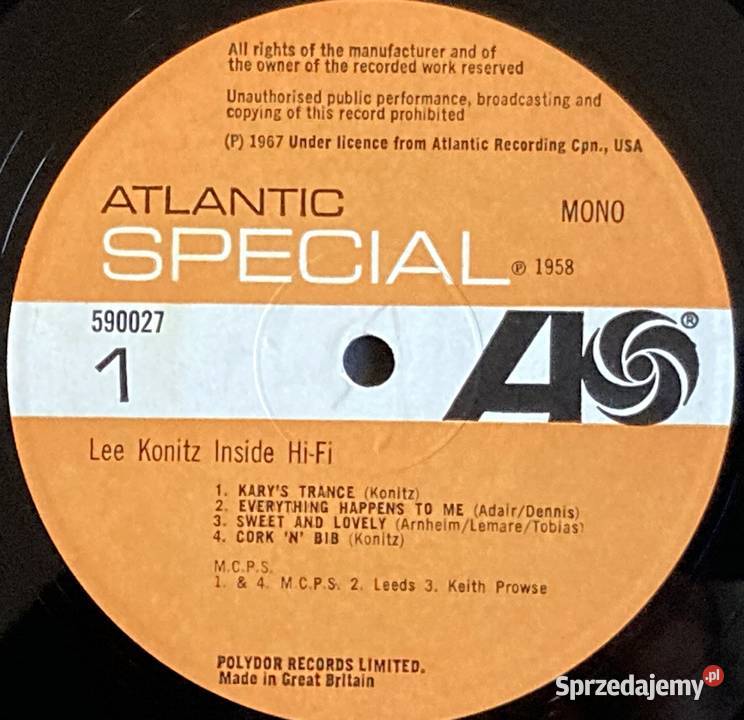 All rights of the manufacturer and of
the owner of the recorded work reserved
Unauthorised public performance, broadcasting and
copying of this record prohibited
(P) 1967 Under licence from Atlantic Recording Cpn., USA
ATLANTIC
MONO
SPECIAL ℗ 1958
590027
1
A ®
Lee Konitz Inside Hi-Fi
1. KARY'S TRANCE (Konitz)
2. EVERYTHING HAPPENS TO ME (Adair/Dennis)
3. SWEET AND LOVELY (Arnheim/Lemare/Tobias)
4. CORK 'N' BIB (Konitz)
M.C.P.S.
1. & 4. M.C.P.S. 2. Leeds 3. Keith Prowse
POLYDOR RECORDS LIMITED.
Made in Great Britain
Sprzedajemy.pl